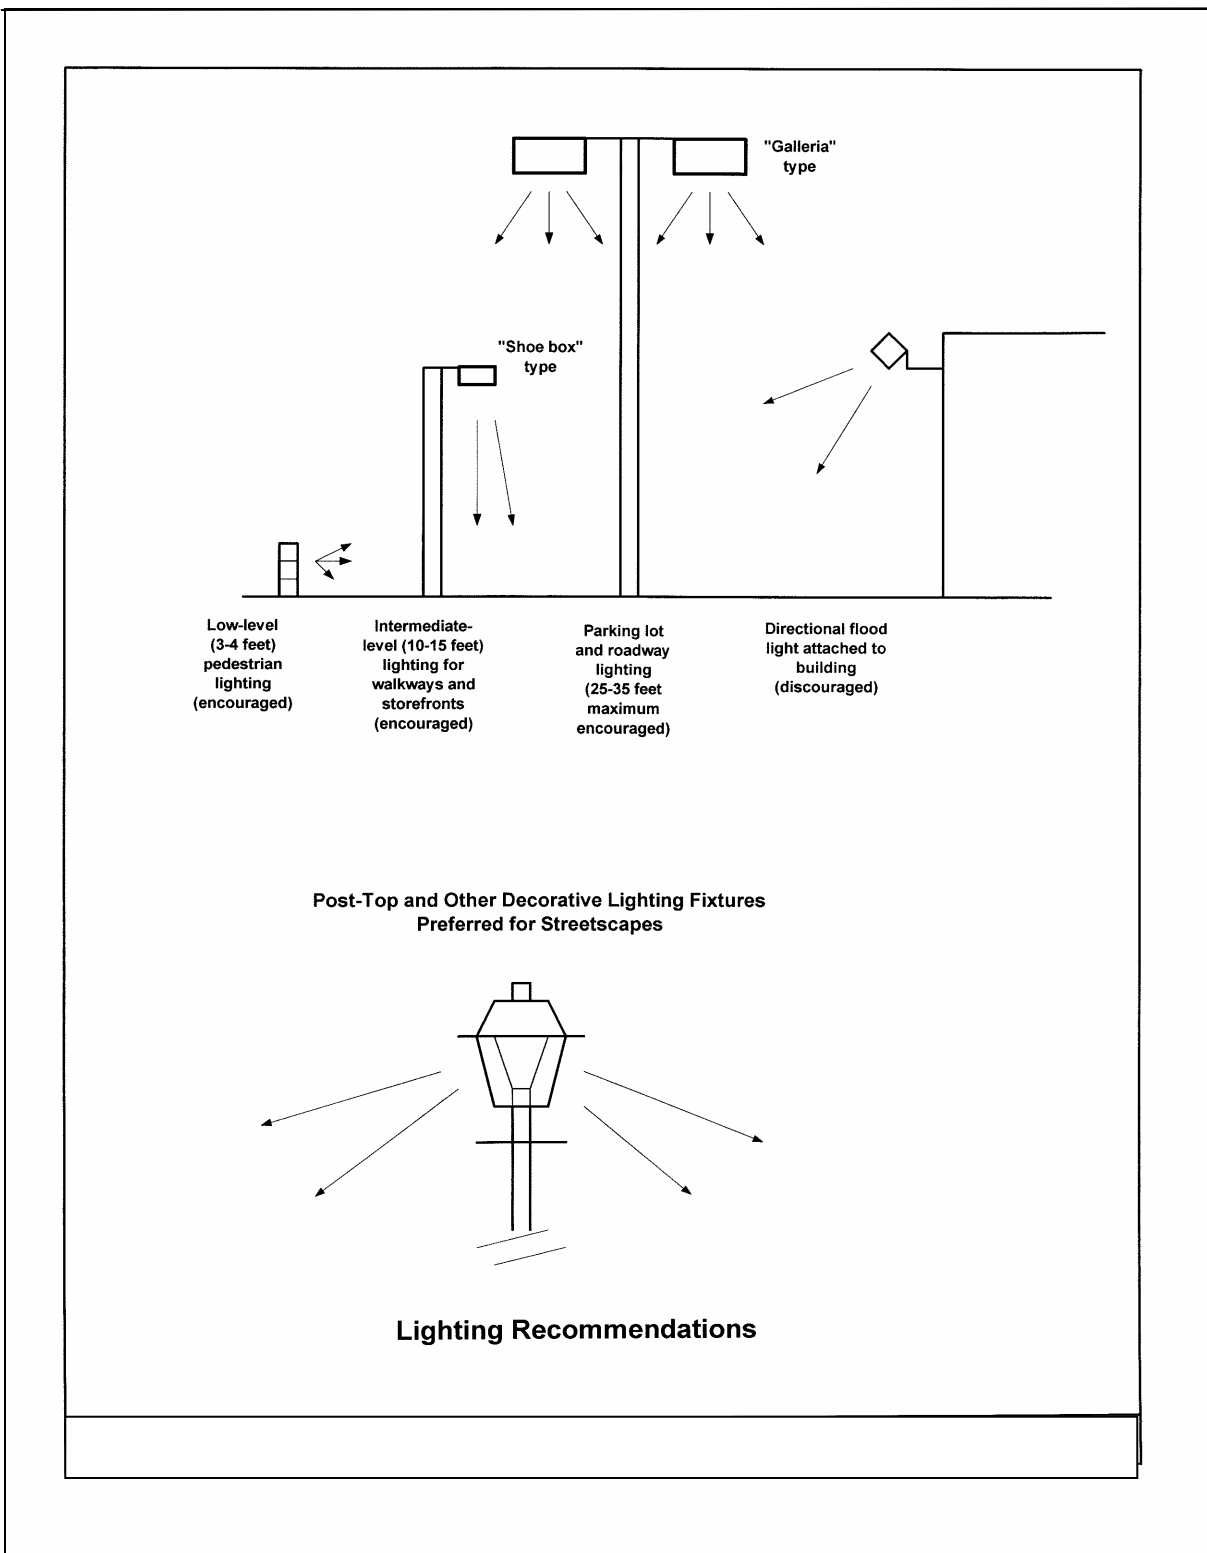 "Galleria"
type
"Shoe box"
type
Low-level
(3-4 feet)
pedestrian
lighting
(encouraged)
Intermediate-
level (10-15 feet)
lighting for
walkways and
storefronts
(encouraged)
Parking lot
and roadway
lighting
(25-35 feet
maximum
encouraged)
Directional flood
light attached to
building
(discouraged)
Post-Top and Other Decorative Lighting Fixtures
Preferred for Streetscapes
Lighting Recommendations